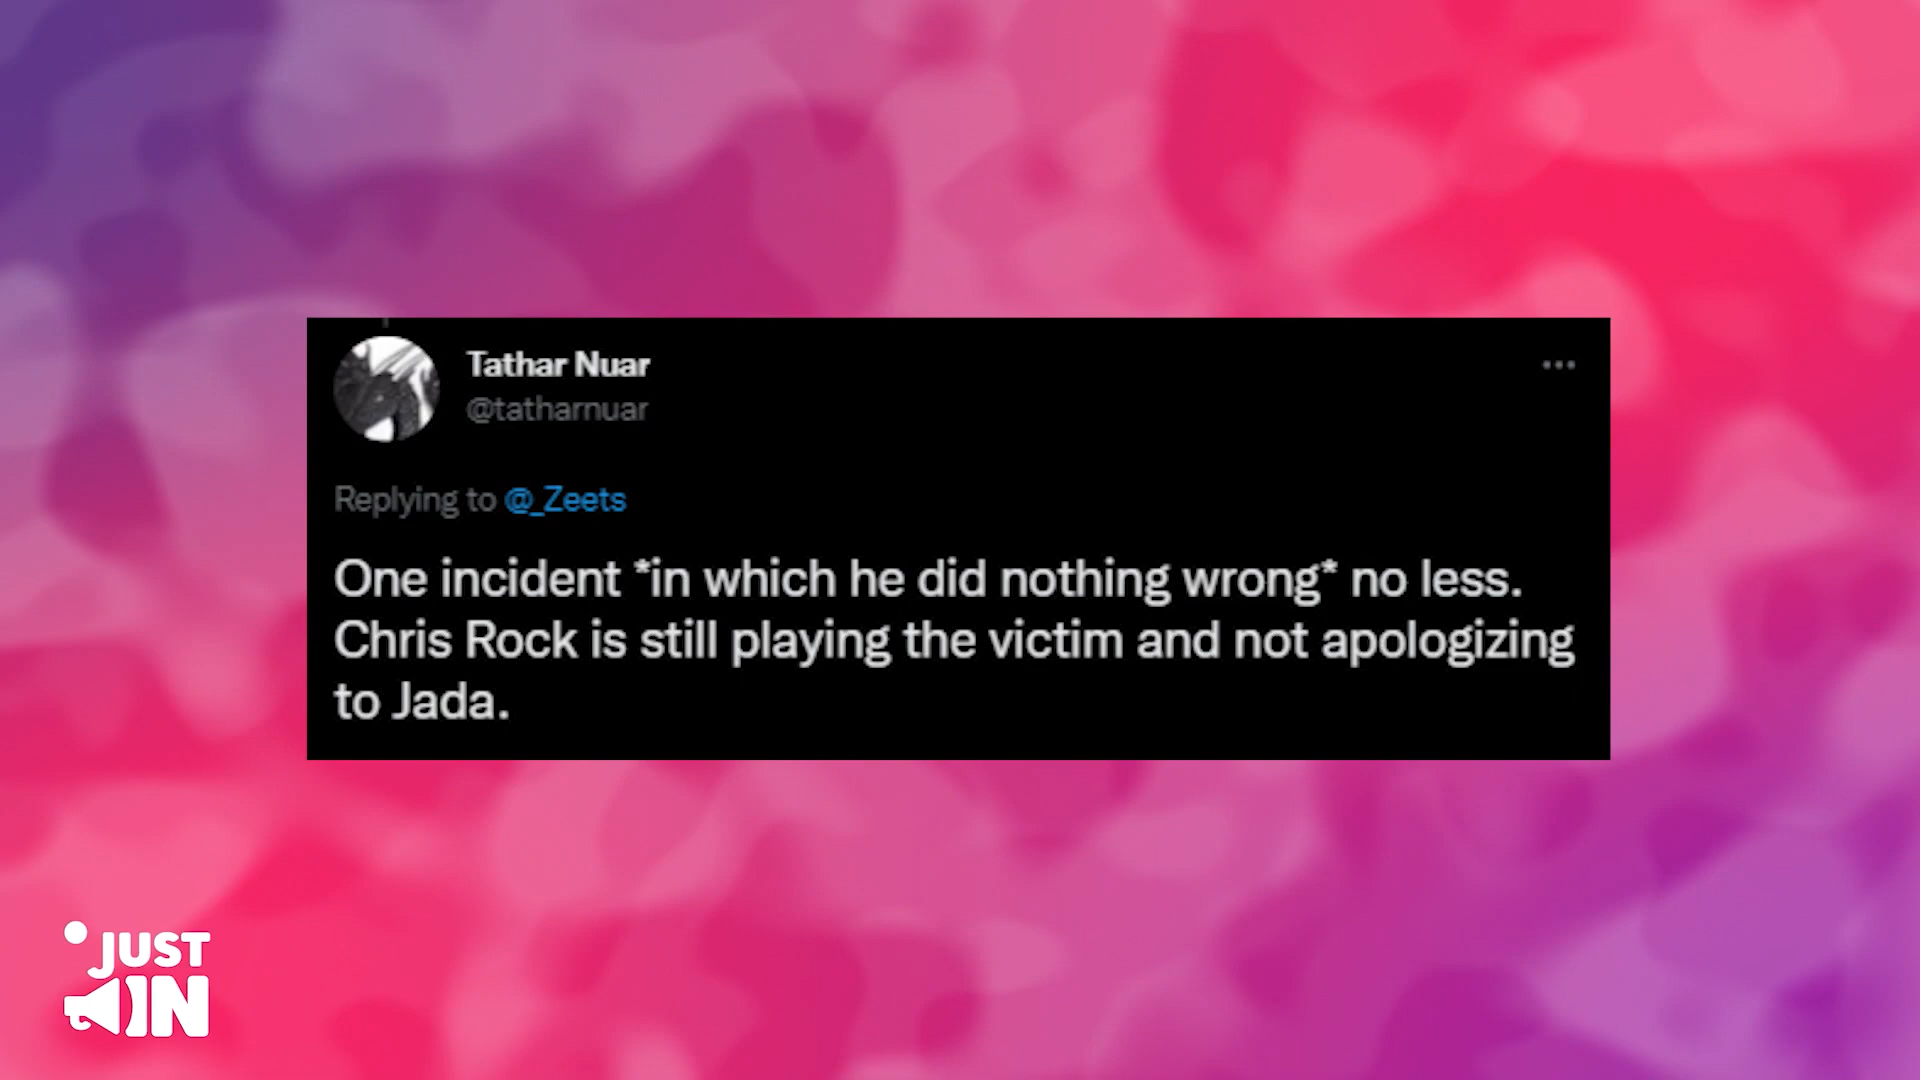 Tathar Nuar
@tatharnuar
Replying to @_Zeets
One incident *in which he did nothing wrong* no less.
Chris Rock is still playing the victim and not apologizing
to Jada.
JUST
IN